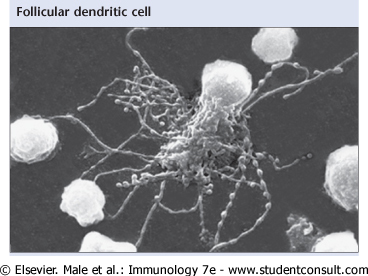 Follicular dendritic cell
© Elsevier. Male et al.: Immunology 7e - www.studentconsult.com